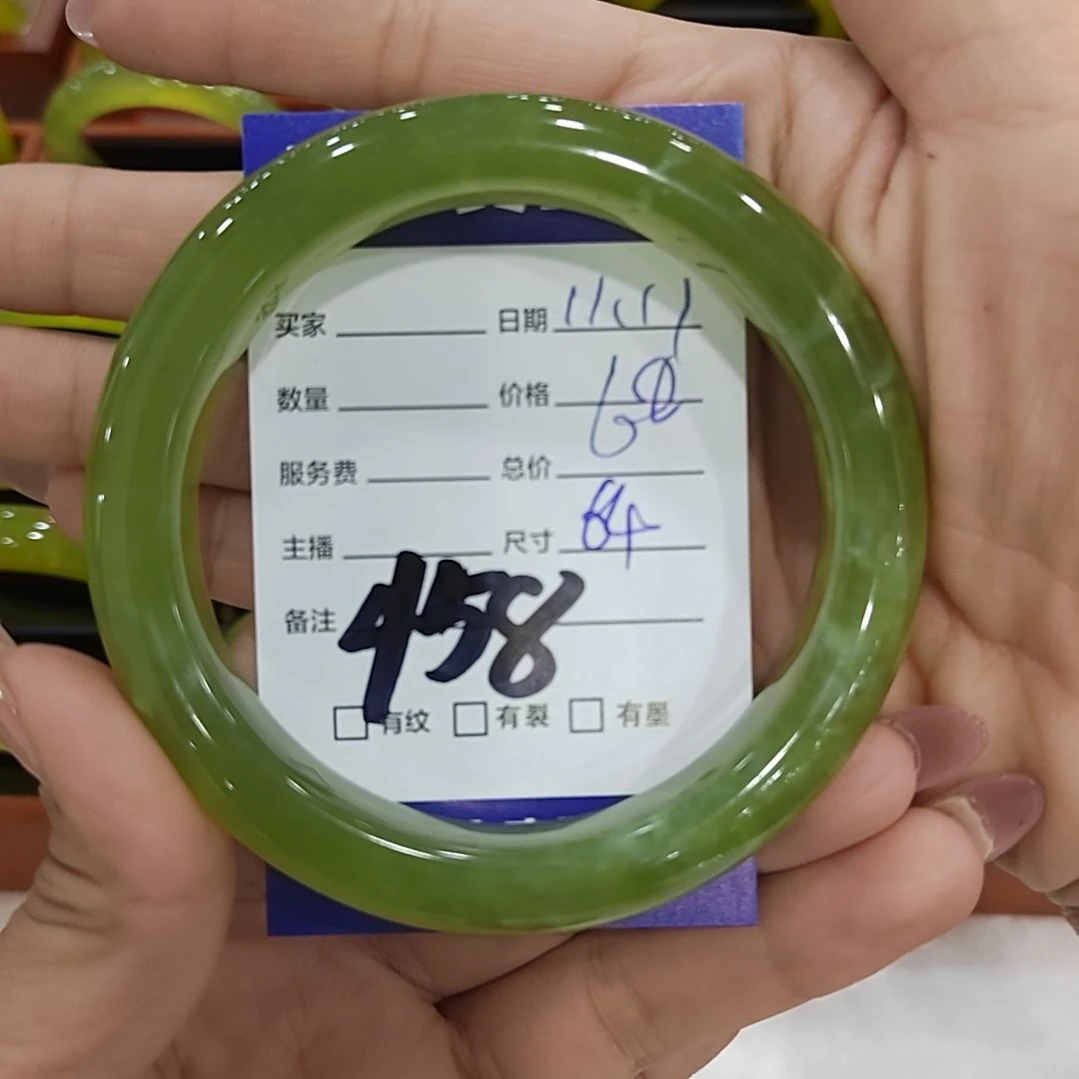 买家 日期 11.11
数量 价格 60
服务费 总价
主播 尺寸 64
备注 458
□有纹 □有裂 □有墨